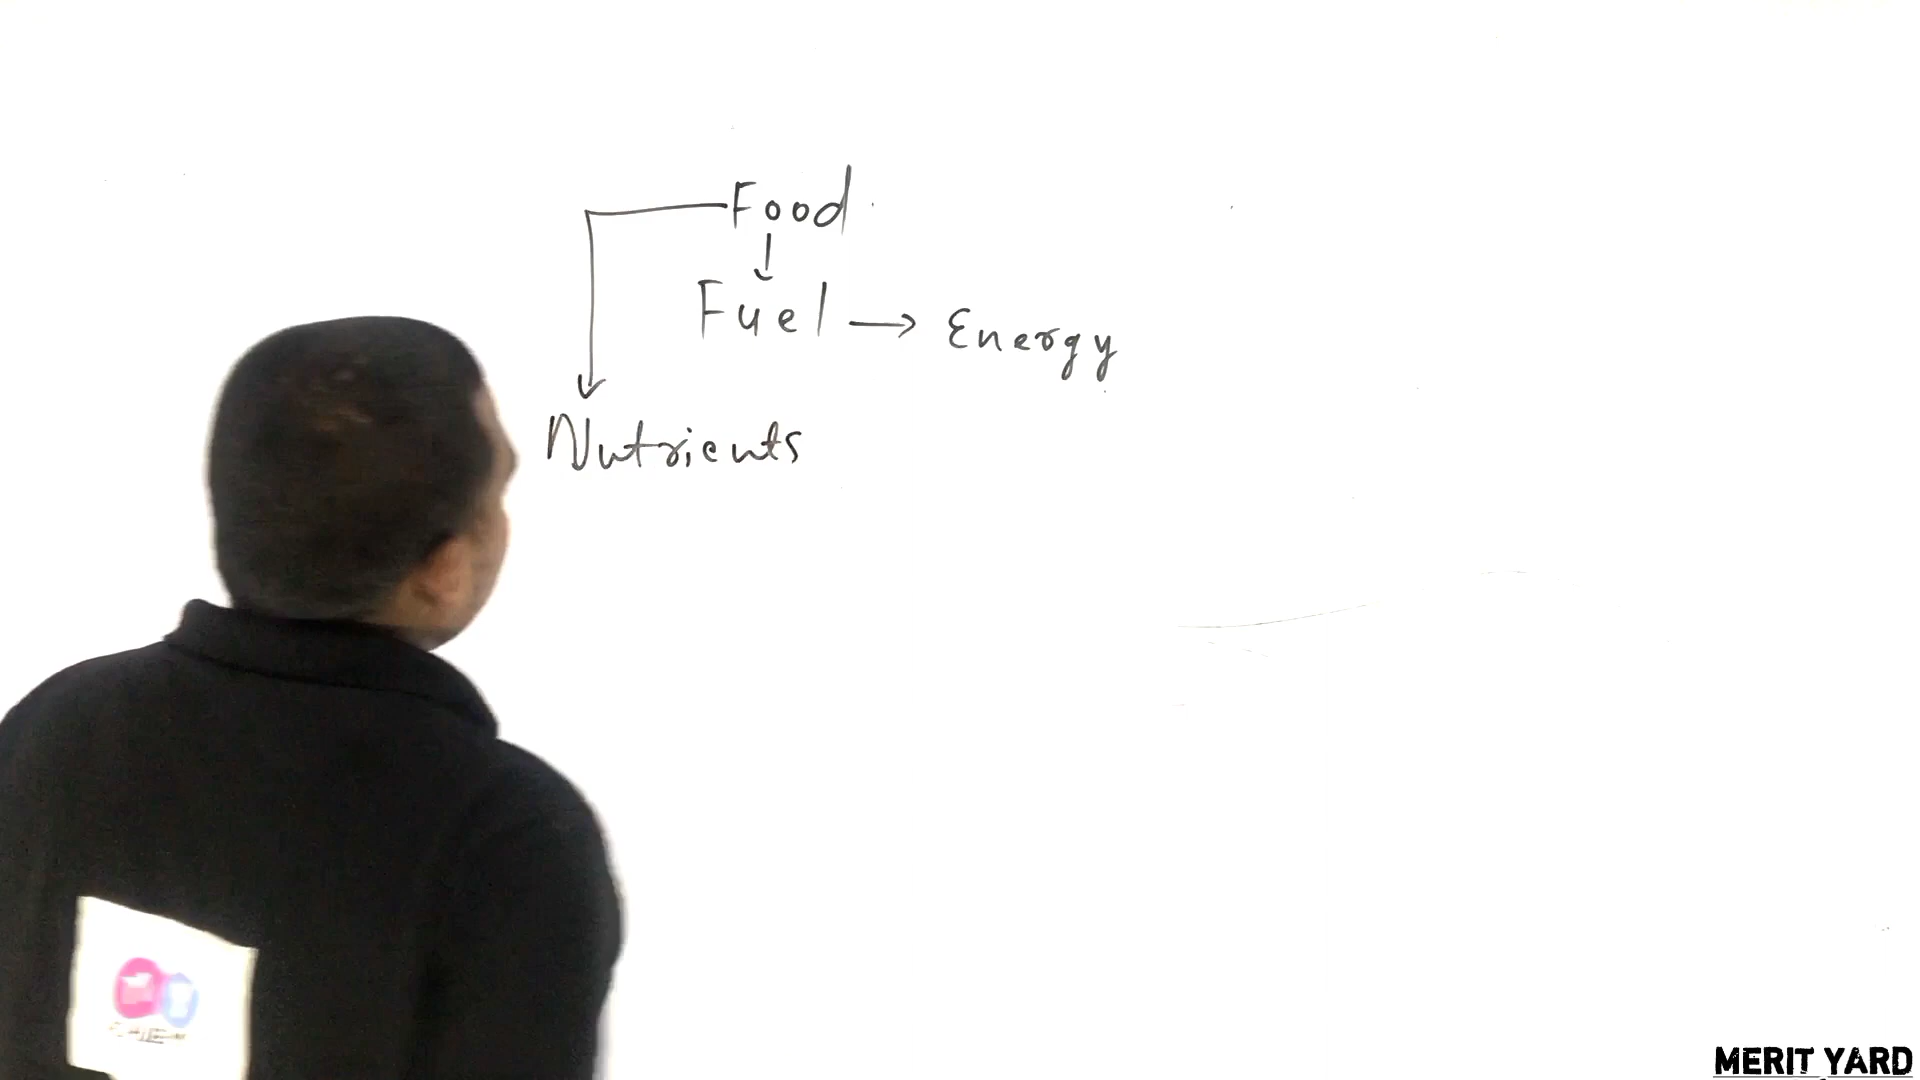 Food
Fuel → Energy
Nutrients
MERIT YARD